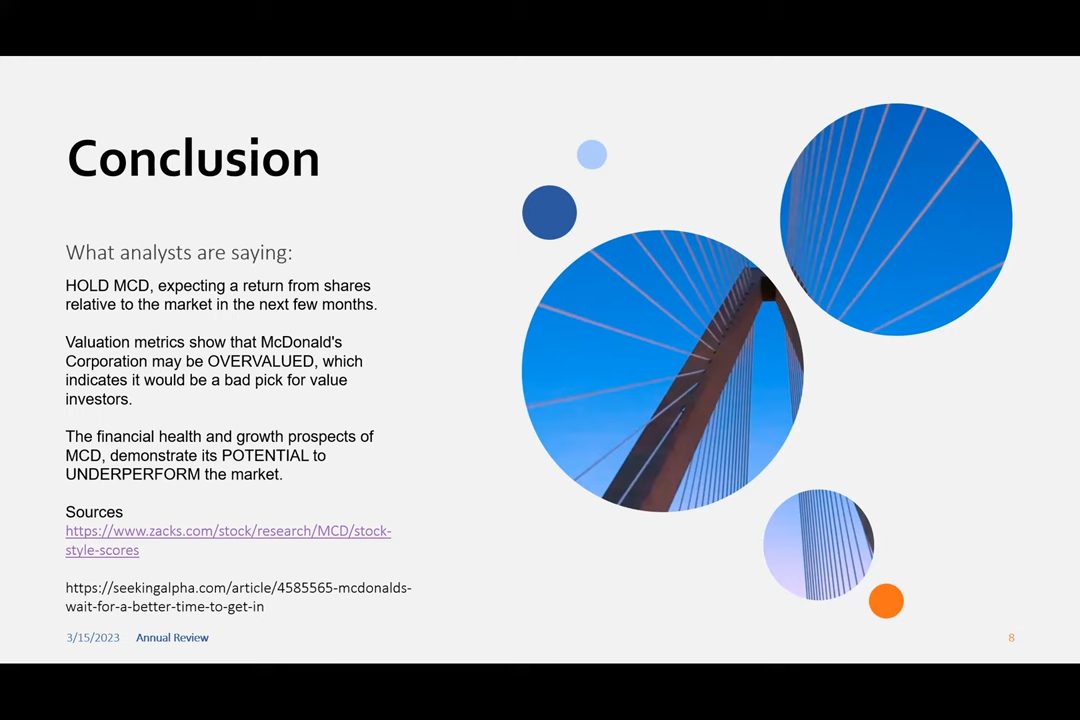 Conclusion
What analysts are saying:
HOLD MCD, expecting a return from shares
relative to the market in the next few months.
Valuation metrics show that McDonald's
Corporation may be OVERVALUED, which
indicates it would be a bad pick for value
investors.
The financial health and growth prospects of
MCD, demonstrate its POTENTIAL to
UNDERPERFORM the market.
Sources
https://www.zacks.com/stock/research/MCD/stock-
style-scores
https://seekingalpha.com/article/4585565-mcdonalds-
wait-for-a-better-time-to-get-in
3/15/2023 Annual Review 8